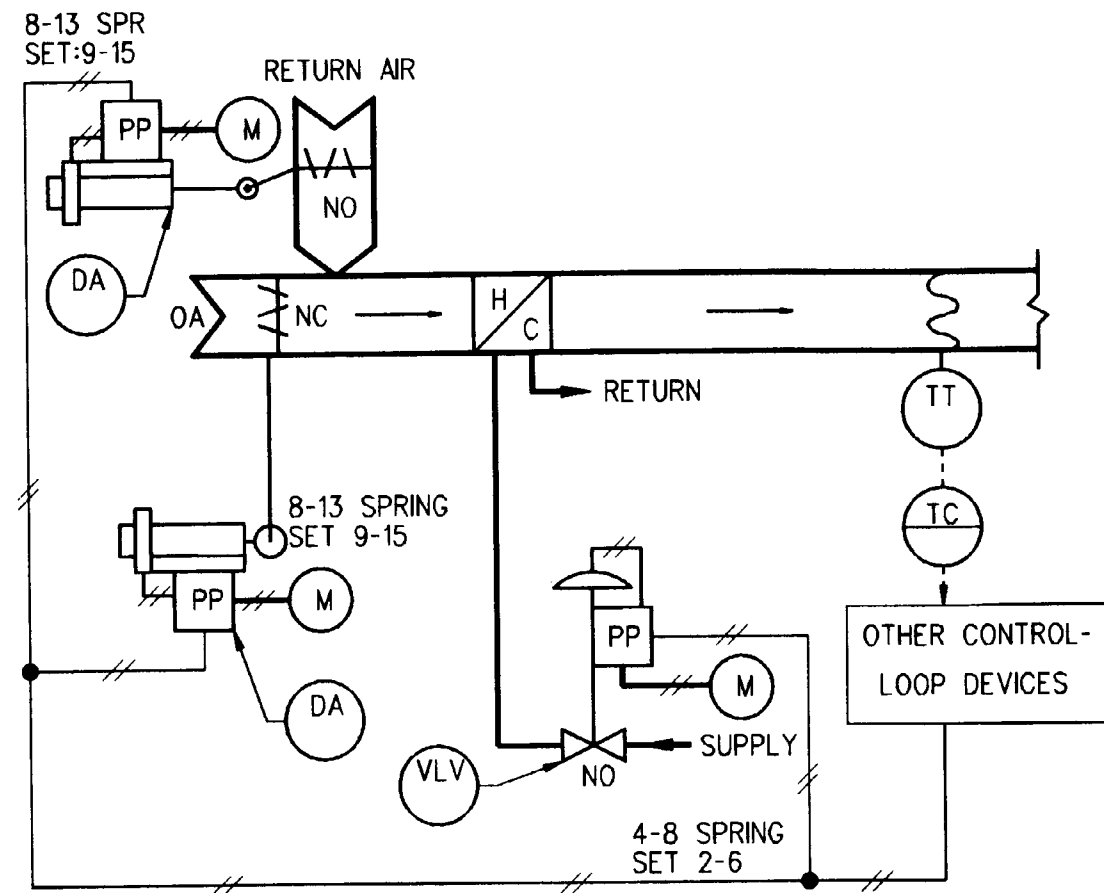 8-13 SPR
SET:9-15
RETURN AIR
PP
M
NO
DA
OA
NC
H
C
RETURN
TT
8-13 SPRING
SET 9-15
TC
PP
M
PP
OTHER CONTROL-
LOOP DEVICES
M
DA
SUPPLY
VLV
NO
4-8 SPRING
SET 2-6